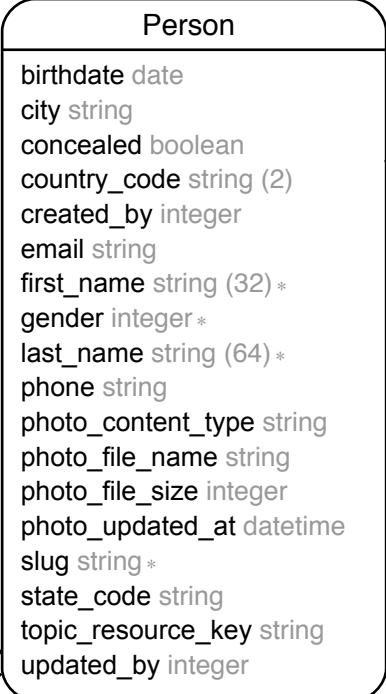 Person
birthdate date
city string
concealed boolean
country_code string (2)
created_by integer
email string
first_name string (32) *
gender integer *
last_name string (64) *
phone string
photo_content_type string
photo_file_name string
photo_file_size integer
photo_updated_at datetime
slug string *
state_code string
topic_resource_key string
updated_by integer